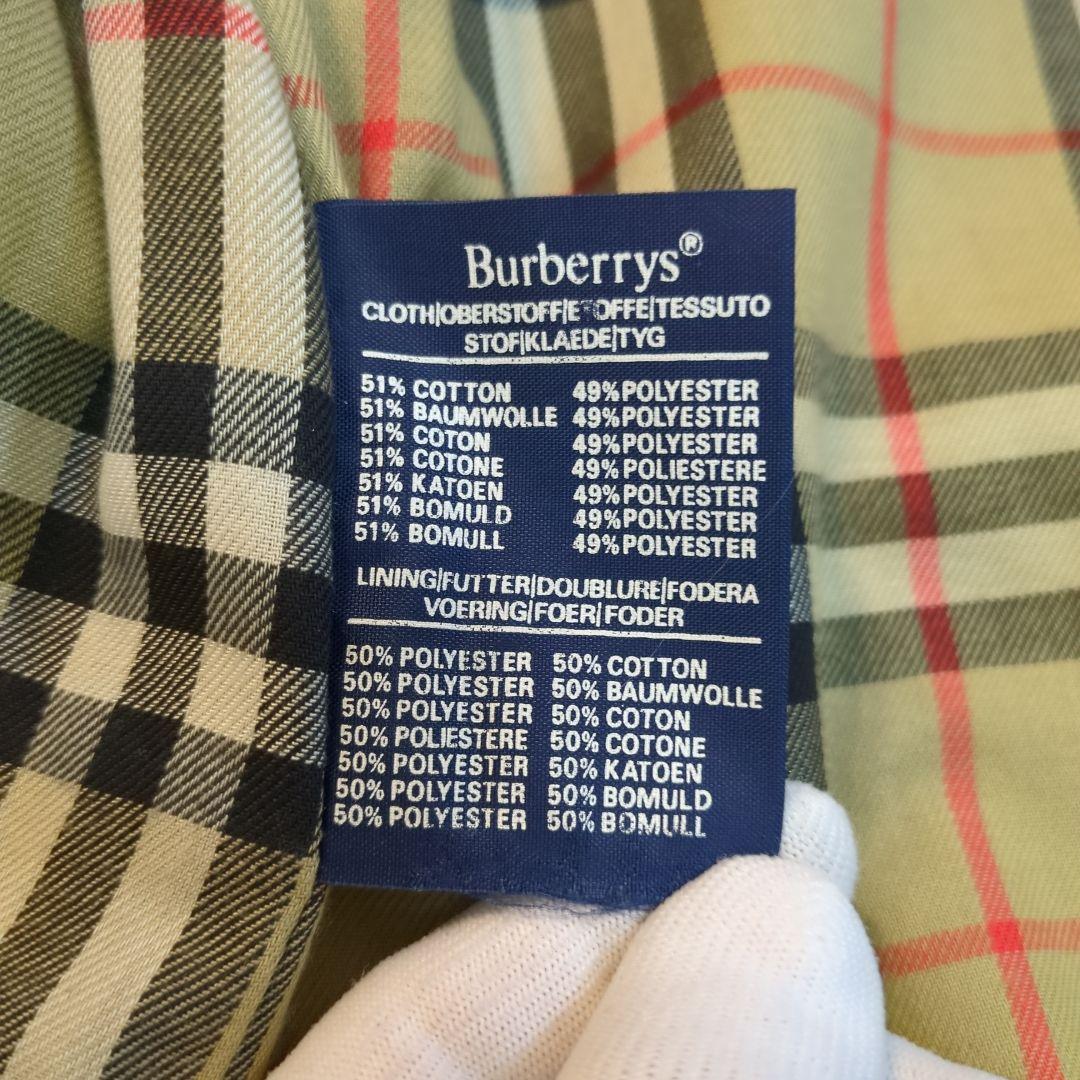 Burberrys®
CLOTH|OBERSTOFF|ETOFFE|TESSUTO
STOF|KLAEDE|TYG
51% COTTON 49% POLYESTER
51% BAUMWOLLE 49% POLYESTER
51% COTON 49% POLYESTER
51% COTONE 49% POLIESTERE
51% KATOEN 49% POLYESTER
51% BOMULD 49% POLYESTER
51% BOMULL 49% POLYESTER
LINING|FUTTER|DOUBLURE|FODERA
VOERING|FOER|FODER
50% POLYESTER 50% COTTON
50% POLYESTER 50% BAUMWOLLE
50% POLYESTER 50% COTON
50% POLIESTERE 50% COTONE
50% POLYESTER 50% KATOEN
50% POLYESTER 50% BOMULD
50% POLYESTER 50% BOMULL